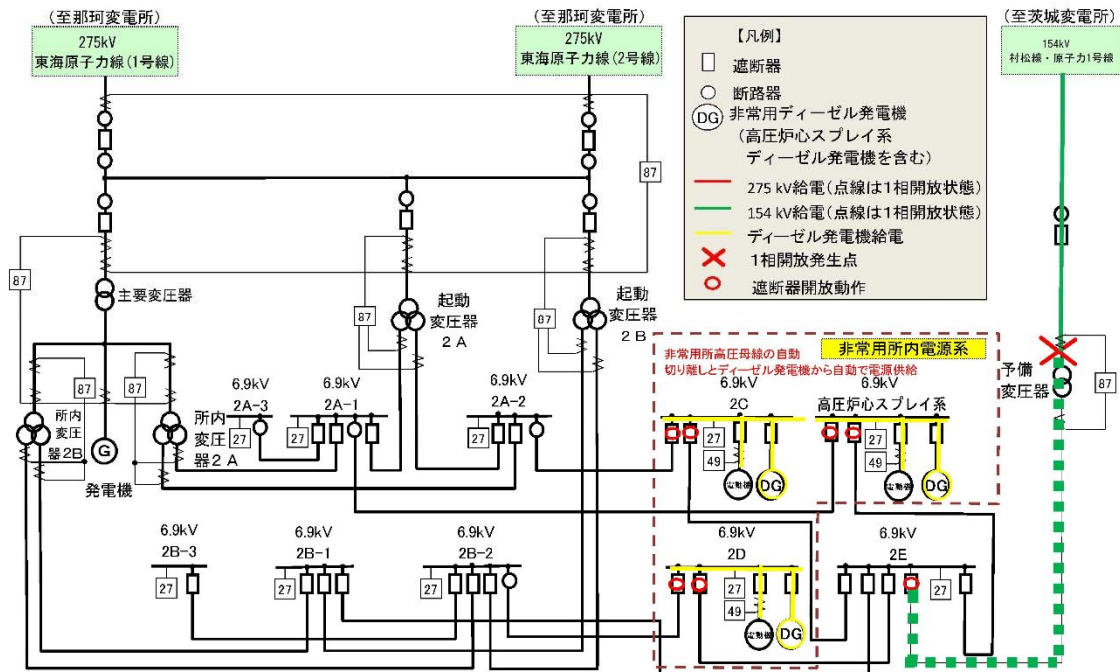 (至那珂変電所)
275kV
東海原子力線(1号線)
(至那珂変電所)
275kV
東海原子力線(2号線)
(至茨城変電所)
154kV
村松線・原子力1号線
【凡例】
遮断器
断路器
DG
非常用ディーゼル発電機
(高圧炉心スプレイ系
ディーゼル発電機を含む)
275 kV給電(点線は1相開放状態)
154 kV給電(点線は1相開放状態)
ディーゼル発電機給電
1相開放発生点
遮断器開放動作
87
87
主要変圧器
87
起動
変圧器
2A
87
起動
変圧器
2B
87
87
所内
変圧
器2B
G
発電機
所内
変圧
器2A
予備
変圧器
87
非常用所高圧母線の自動
切り離しとディーゼル発電機から自動で電源供給
非常用所内電源系
6.9kV
2A-3
27
6.9kV
2A-1
27
6.9kV
2A-2
27
6.9kV
2C
27
49
電動機
DG
6.9kV
高圧炉心スプレイ系
27
49
電動機
DG
6.9kV
2B-3
27
6.9kV
2B-1
27
6.9kV
2B-2
27
6.9kV
2D
27
49
電動機
DG
6.9kV
2E
27